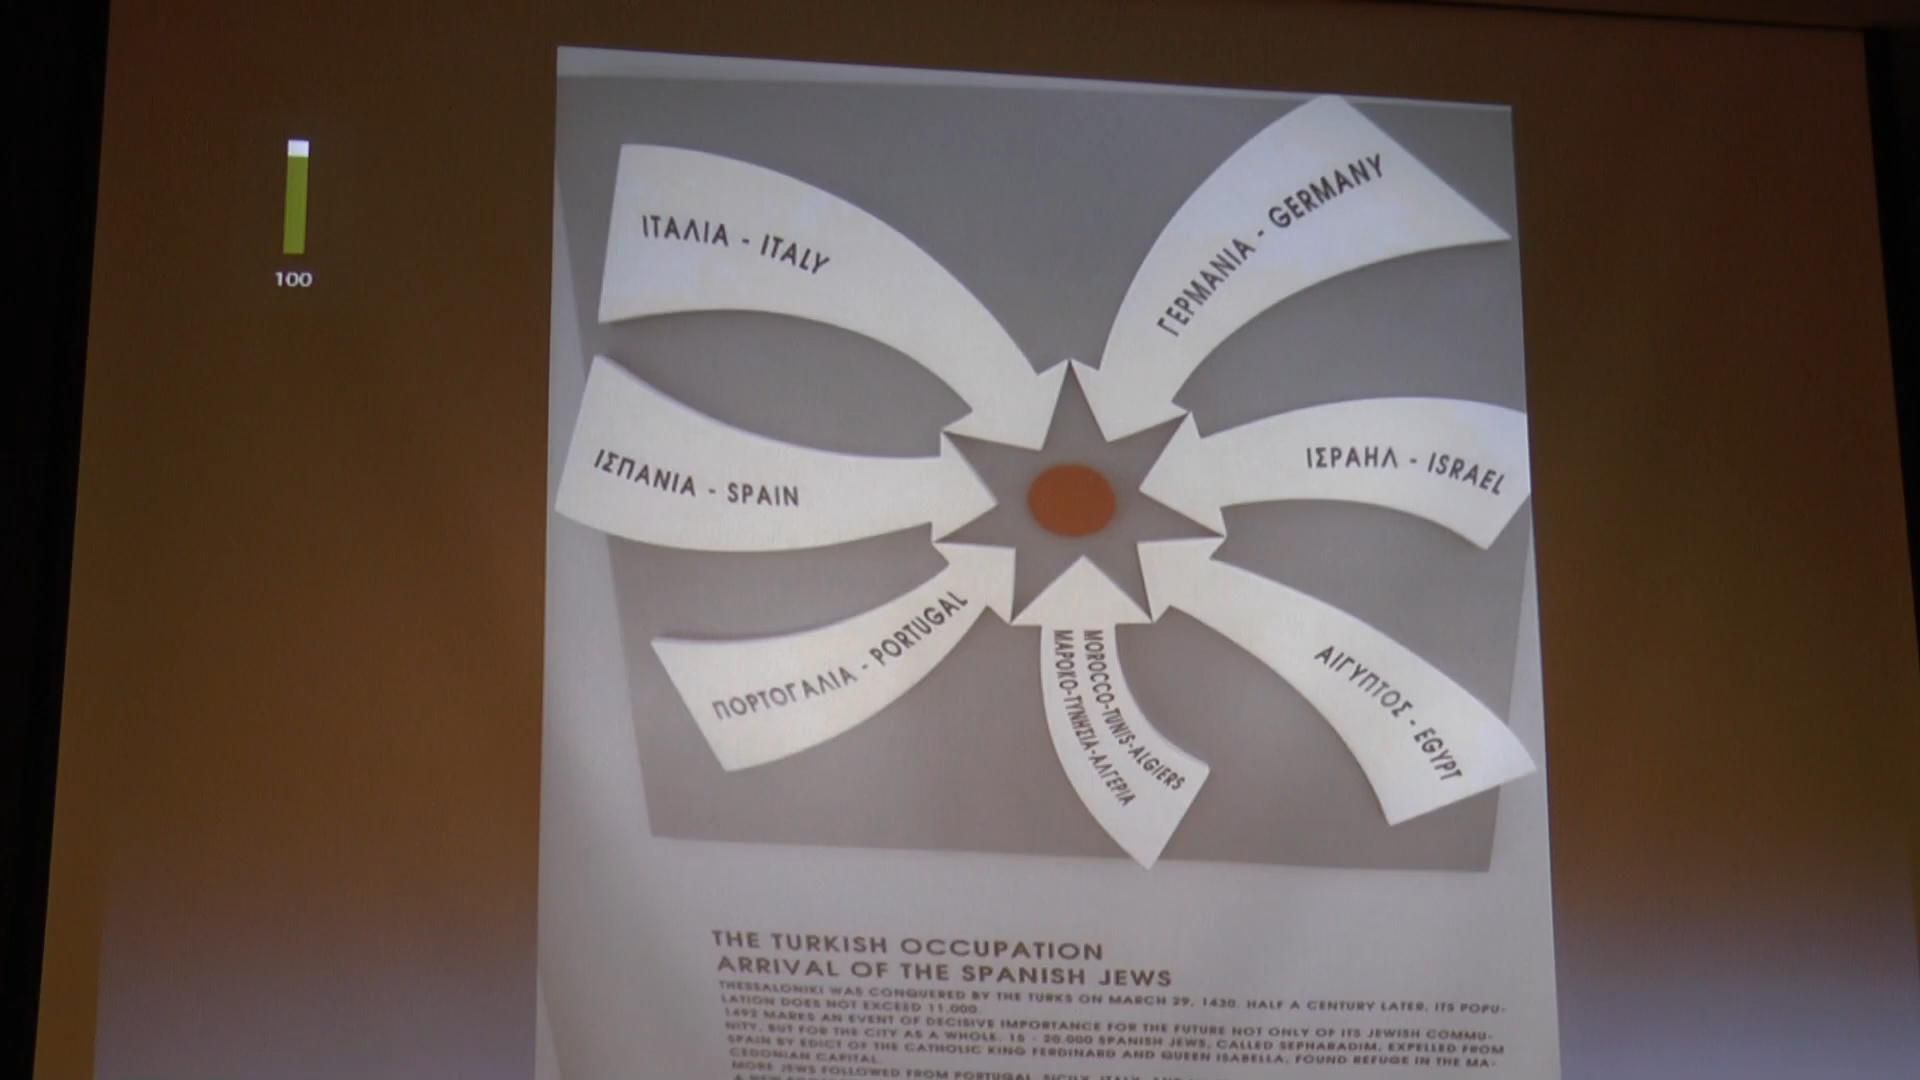 100
ΙΤΑΛΙΑ - ITALY
ΓΕΡΜΑΝΙΑ - GERMANY
ΙΣΠΑΝΙΑ - SPAIN
ΙΣΡΑΗΛ - ISRAEL
ΠΟΡΤΟΓΑΛΙΑ - PORTUGAL
MOROCCO-TUNIS-ALGIERS
ΜΑΡΟΚΟ-ΤΥΝΗΣΙΑ-ΑΛΓΕΡΙΑ
ΑΙΓΥΠΤΟΣ - EGYPT
THE TURKISH OCCUPATION
ARRIVAL OF THE SPANISH JEWS
THESSALONIKI WAS CONQUERED BY THE TURKS ON MARCH 29, 1430. HALF A CENTURY LATER, ITS POPU-
LATION DOES NOT EXCEED 11.000.
1492 MARKS AN EVENT OF DECISIVE IMPORTANCE FOR THE FUTURE NOT ONLY OF ITS JEWISH COMMU-
NITY, BUT FOR THE CITY AS A WHOLE. 15 - 20.000 SPANISH JEWS, CALLED SEPHARADIM, EXPELLED FROM
SPAIN BY EDICT OF THE CATHOLIC KING FERDINARD AND QUEEN ISABELLA, FOUND REFUGE IN THE MA-
CEDONIAN CAPITAL.
MORE JEWS FOLLOWED FROM PORTUGAL, SICILY, ITALY,